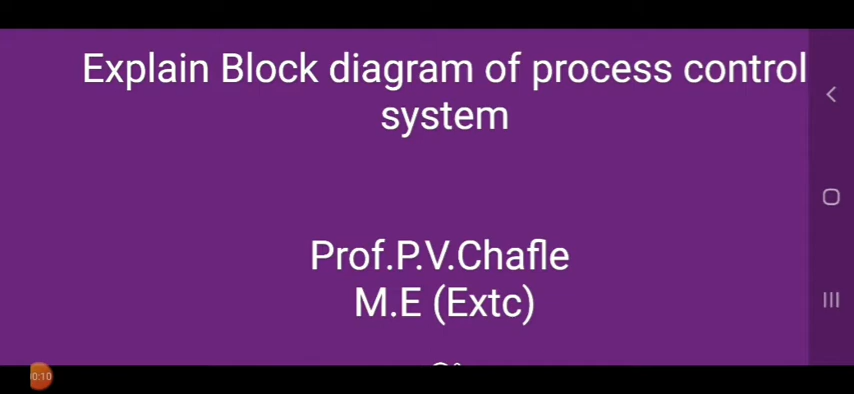 Explain Block diagram of process control
system
Prof.P.V.Chafle
M.E (Extc)
0:10